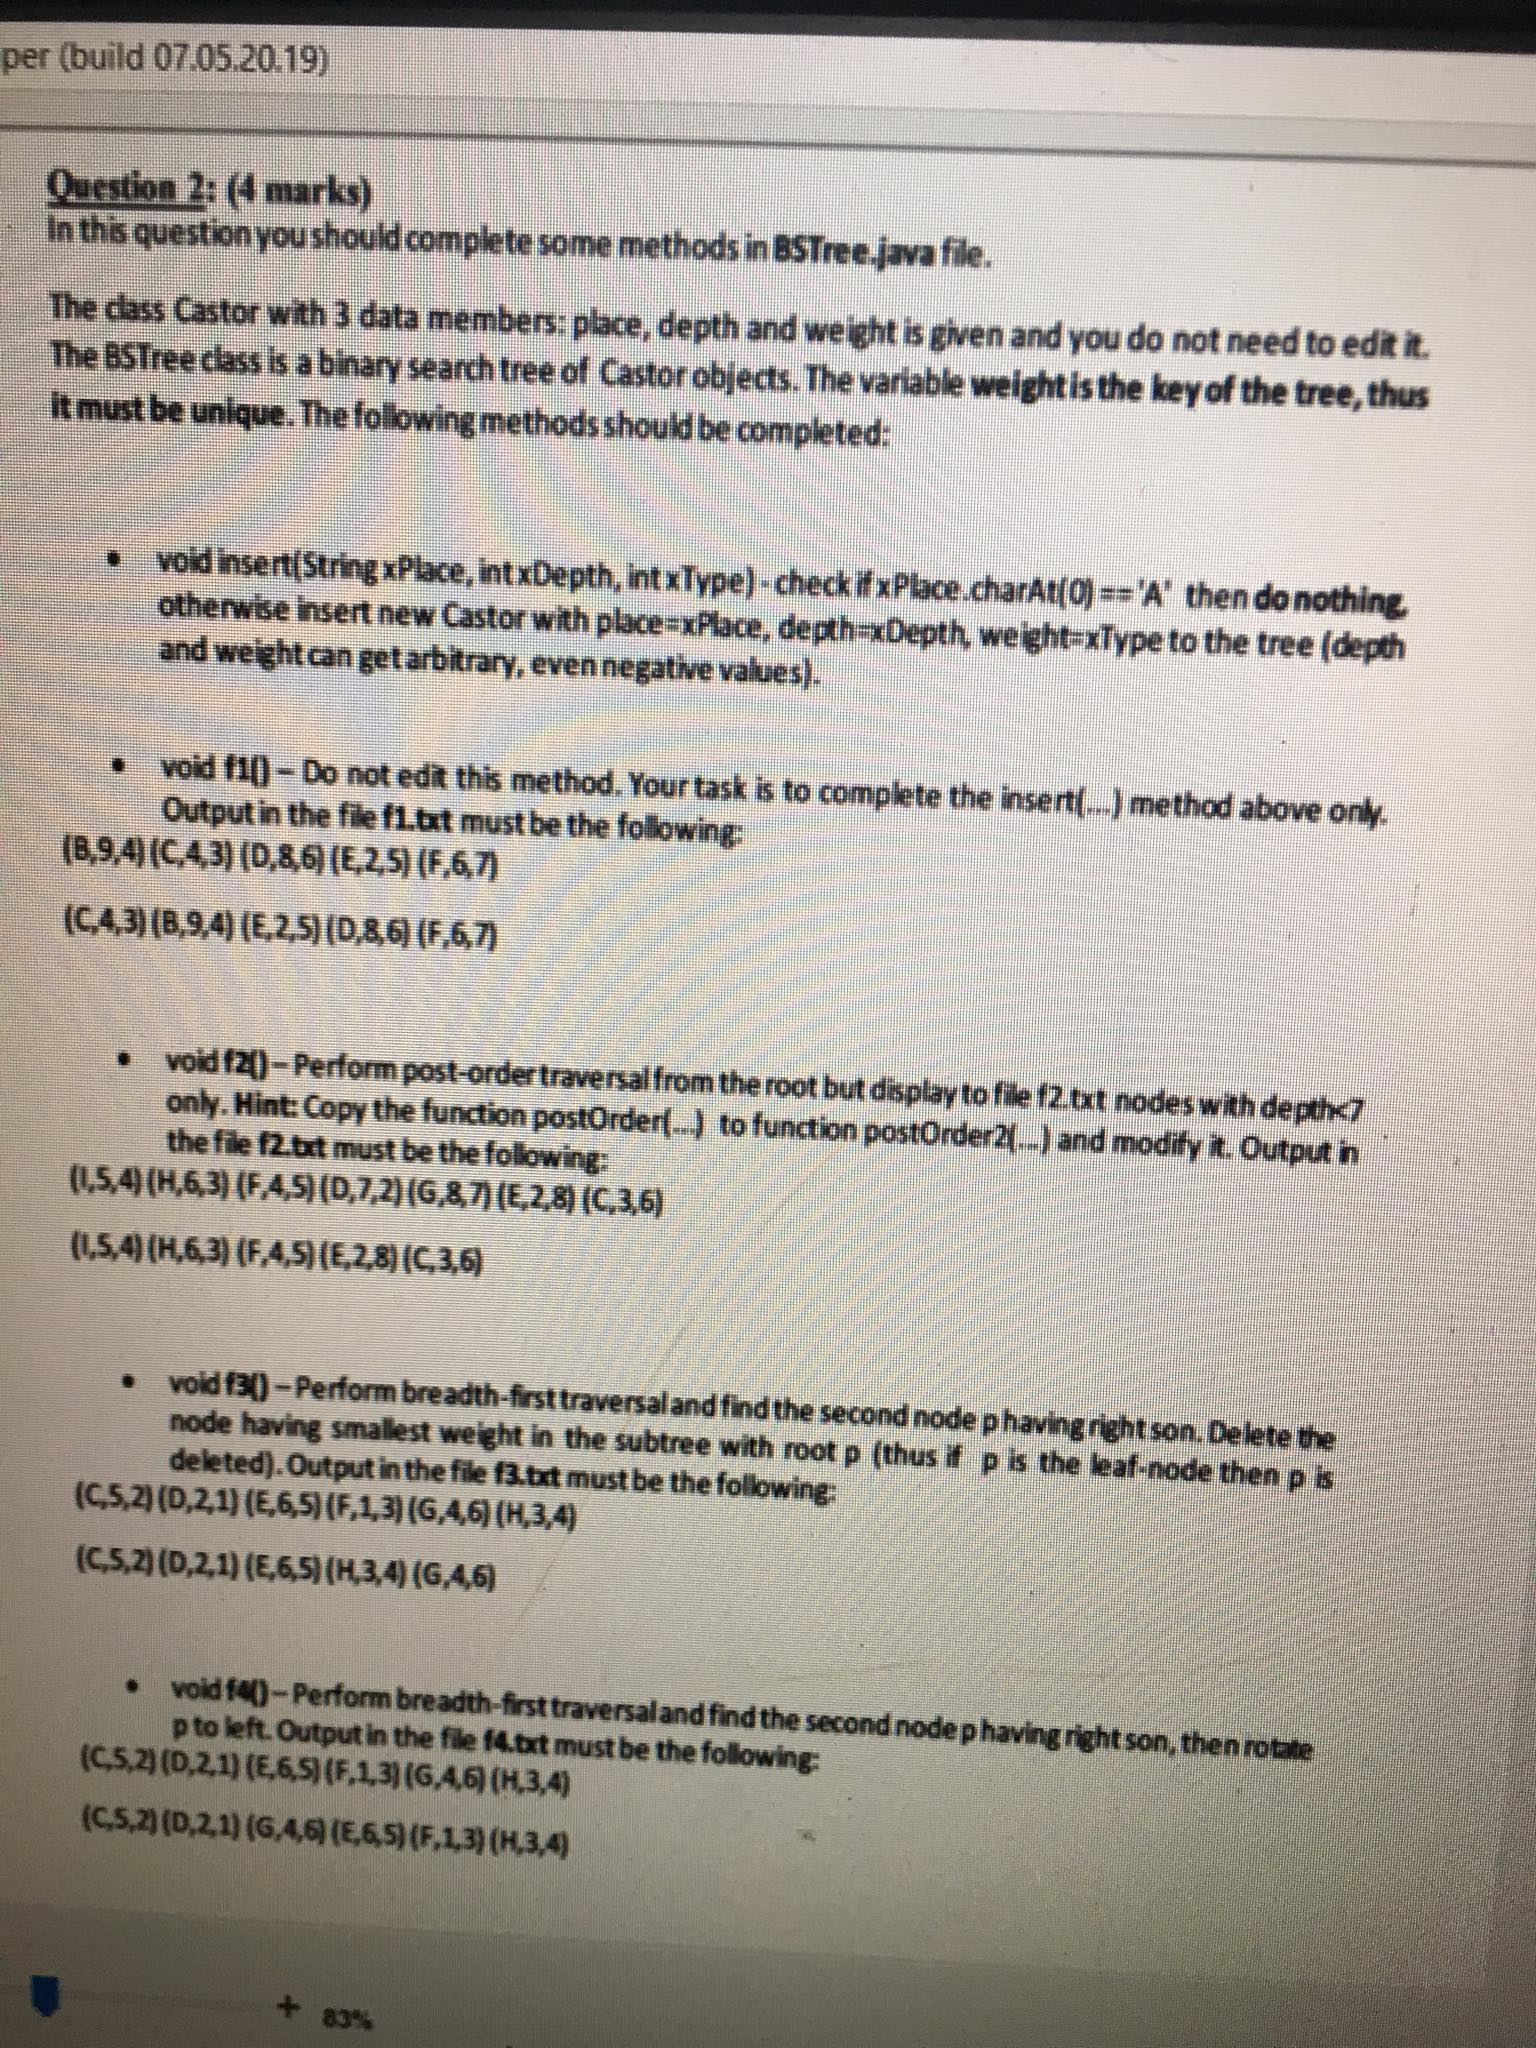 per (build 07.05.20.19)
Question 2: (4 marks)
In this question you should complete some methods in BSTree.java file.
The class Castor with 3 data members: place, depth and weight is given and you do not need to edit it.
The BSTree class is a binary search tree of Castor objects. The variable weight is the key of the tree, thus
it must be unique. The following methods should be completed:
• void insert(String xPlace, int xDepth, int xType) - check if xPlace.charAt(0) == 'A' then do nothing,
otherwise insert new Castor with place=xPlace, depth=xDepth, weight=xType to the tree (depth
and weight can get arbitrary, even negative values).
• void f1() – Do not edit this method. Your task is to complete the insert(...) method above only.
Output in the file f1.txt must be the following:
(B,9,4) (C,4,3) (D,8,6) (E,2,5) (F,6,7)
(C,4,3) (B,9,4) (E,2,5) (D,8,6) (F,6,7)
• void f2() – Perform post-order traversal from the root but display to file f2.txt nodes with depth<7
only. Hint: Copy the function postOrder(...) to function postOrder2(...) and modify it. Output in
the file f2.txt must be the following:
(I,5,4) (H,6,3) (F,4,5) (D,7,2) (G,8,7) (E,2,8) (C,3,6)
(I,5,4) (H,6,3) (F,4,5) (E,2,8) (C,3,6)
• void f3() – Perform breadth-first traversal and find the second node p having right son. Delete the
node having smallest weight in the subtree with root p (thus if p is the leaf-node then p is
deleted). Output in the file f3.txt must be the following:
(C,5,2) (D,2,1) (E,6,5) (F,1,3) (G,4,6) (H,3,4)
(C,5,2) (D,2,1) (E,6,5) (H,3,4) (G,4,6)
• void f4() – Perform breadth-first traversal and find the second node p having right son, then rotate
p to left. Output in the file f4.txt must be the following:
(C,5,2) (D,2,1) (E,6,5) (F,1,3) (G,4,6) (H,3,4)
(C,5,2) (D,2,1) (G,4,6) (E,6,5) (F,1,3) (H,3,4)
+ 83%